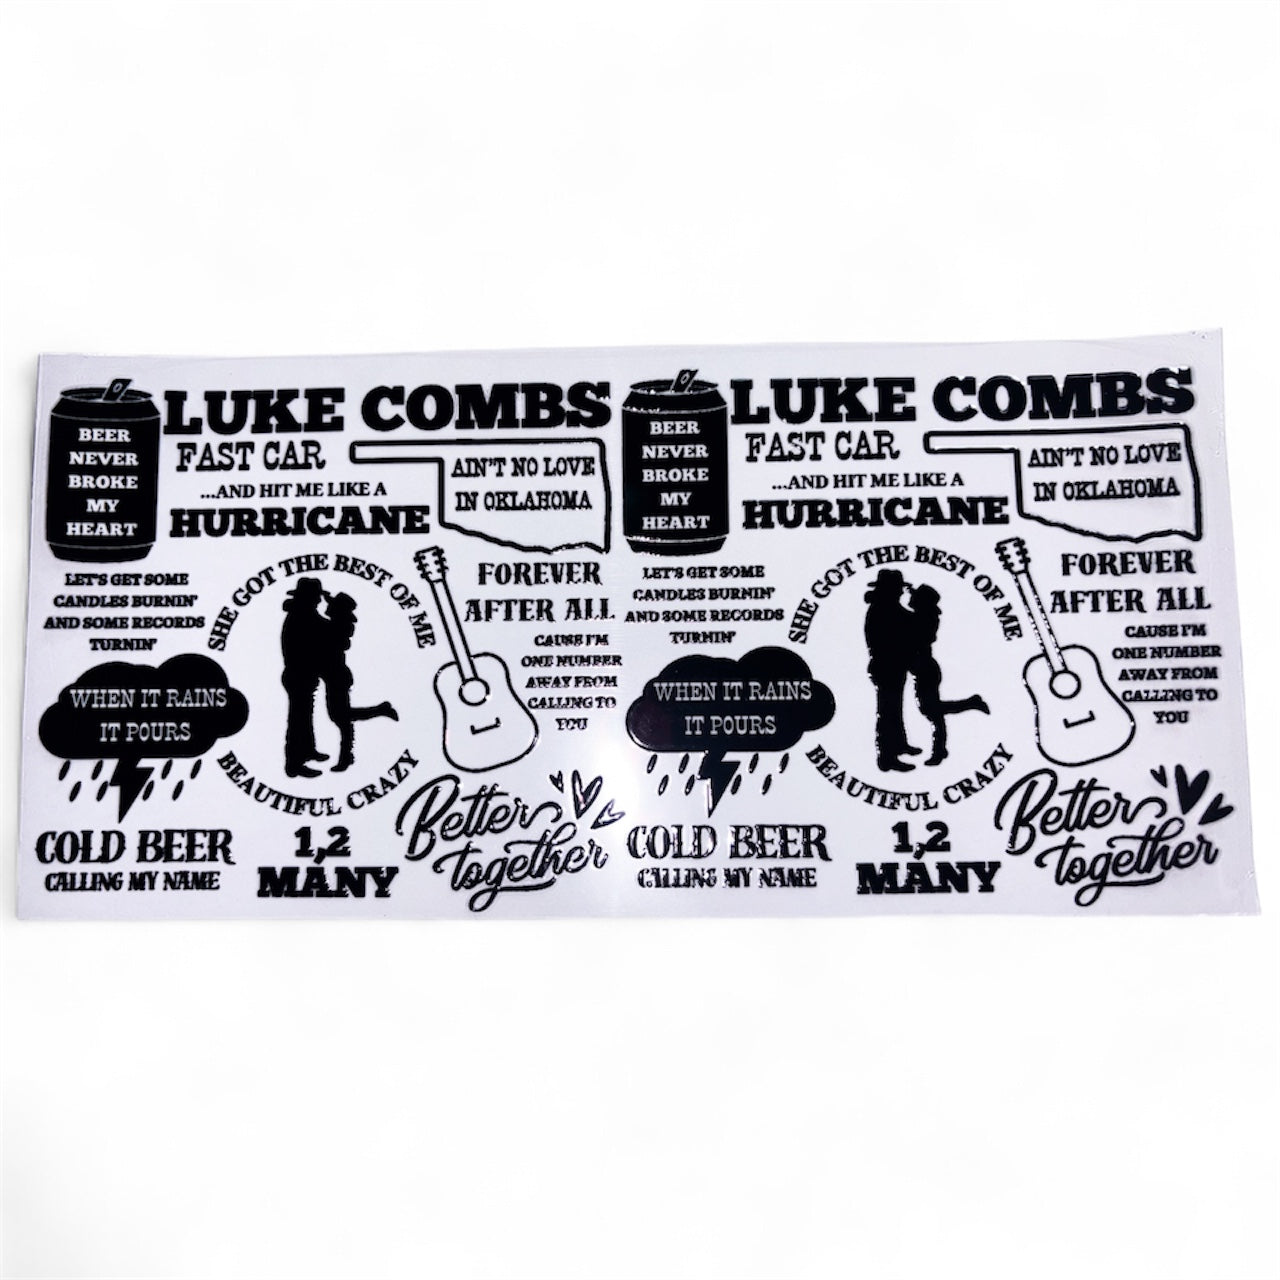 LUKE COMBS
BEER
NEVER
BROKE
MY
HEART
FAST CAR
...AND HIT ME LIKE A
HURRICANE
AIN'T NO LOVE
IN OKLAHOMA
LET'S GET SOME
CANDLES BURNIN'
AND SOME RECORDS
TURNIN'
SHE GOT THE BEST OF ME
BEAUTIFUL CRAZY
FOREVER
AFTER ALL
CAUSE I'M
ONE NUMBER
AWAY FROM
CALLING TO
YOU
WHEN IT RAINS
IT POURS
COLD BEER
CALLING MY NAME
1,2
MANY
Better
together
LUKE COMBS
BEER
NEVER
BROKE
MY
HEART
FAST CAR
...AND HIT ME LIKE A
HURRICANE
AIN'T NO LOVE
IN OKLAHOMA
LET'S GET SOME
CANDLES BURNIN'
AND SOME RECORDS
TURNIN'
SHE GOT THE BEST OF ME
BEAUTIFUL CRAZY
FOREVER
AFTER ALL
CAUSE I'M
ONE NUMBER
AWAY FROM
CALLING TO
YOU
WHEN IT RAINS
IT POURS
COLD BEER
CALLING MY NAME
1,2
MANY
Better
together